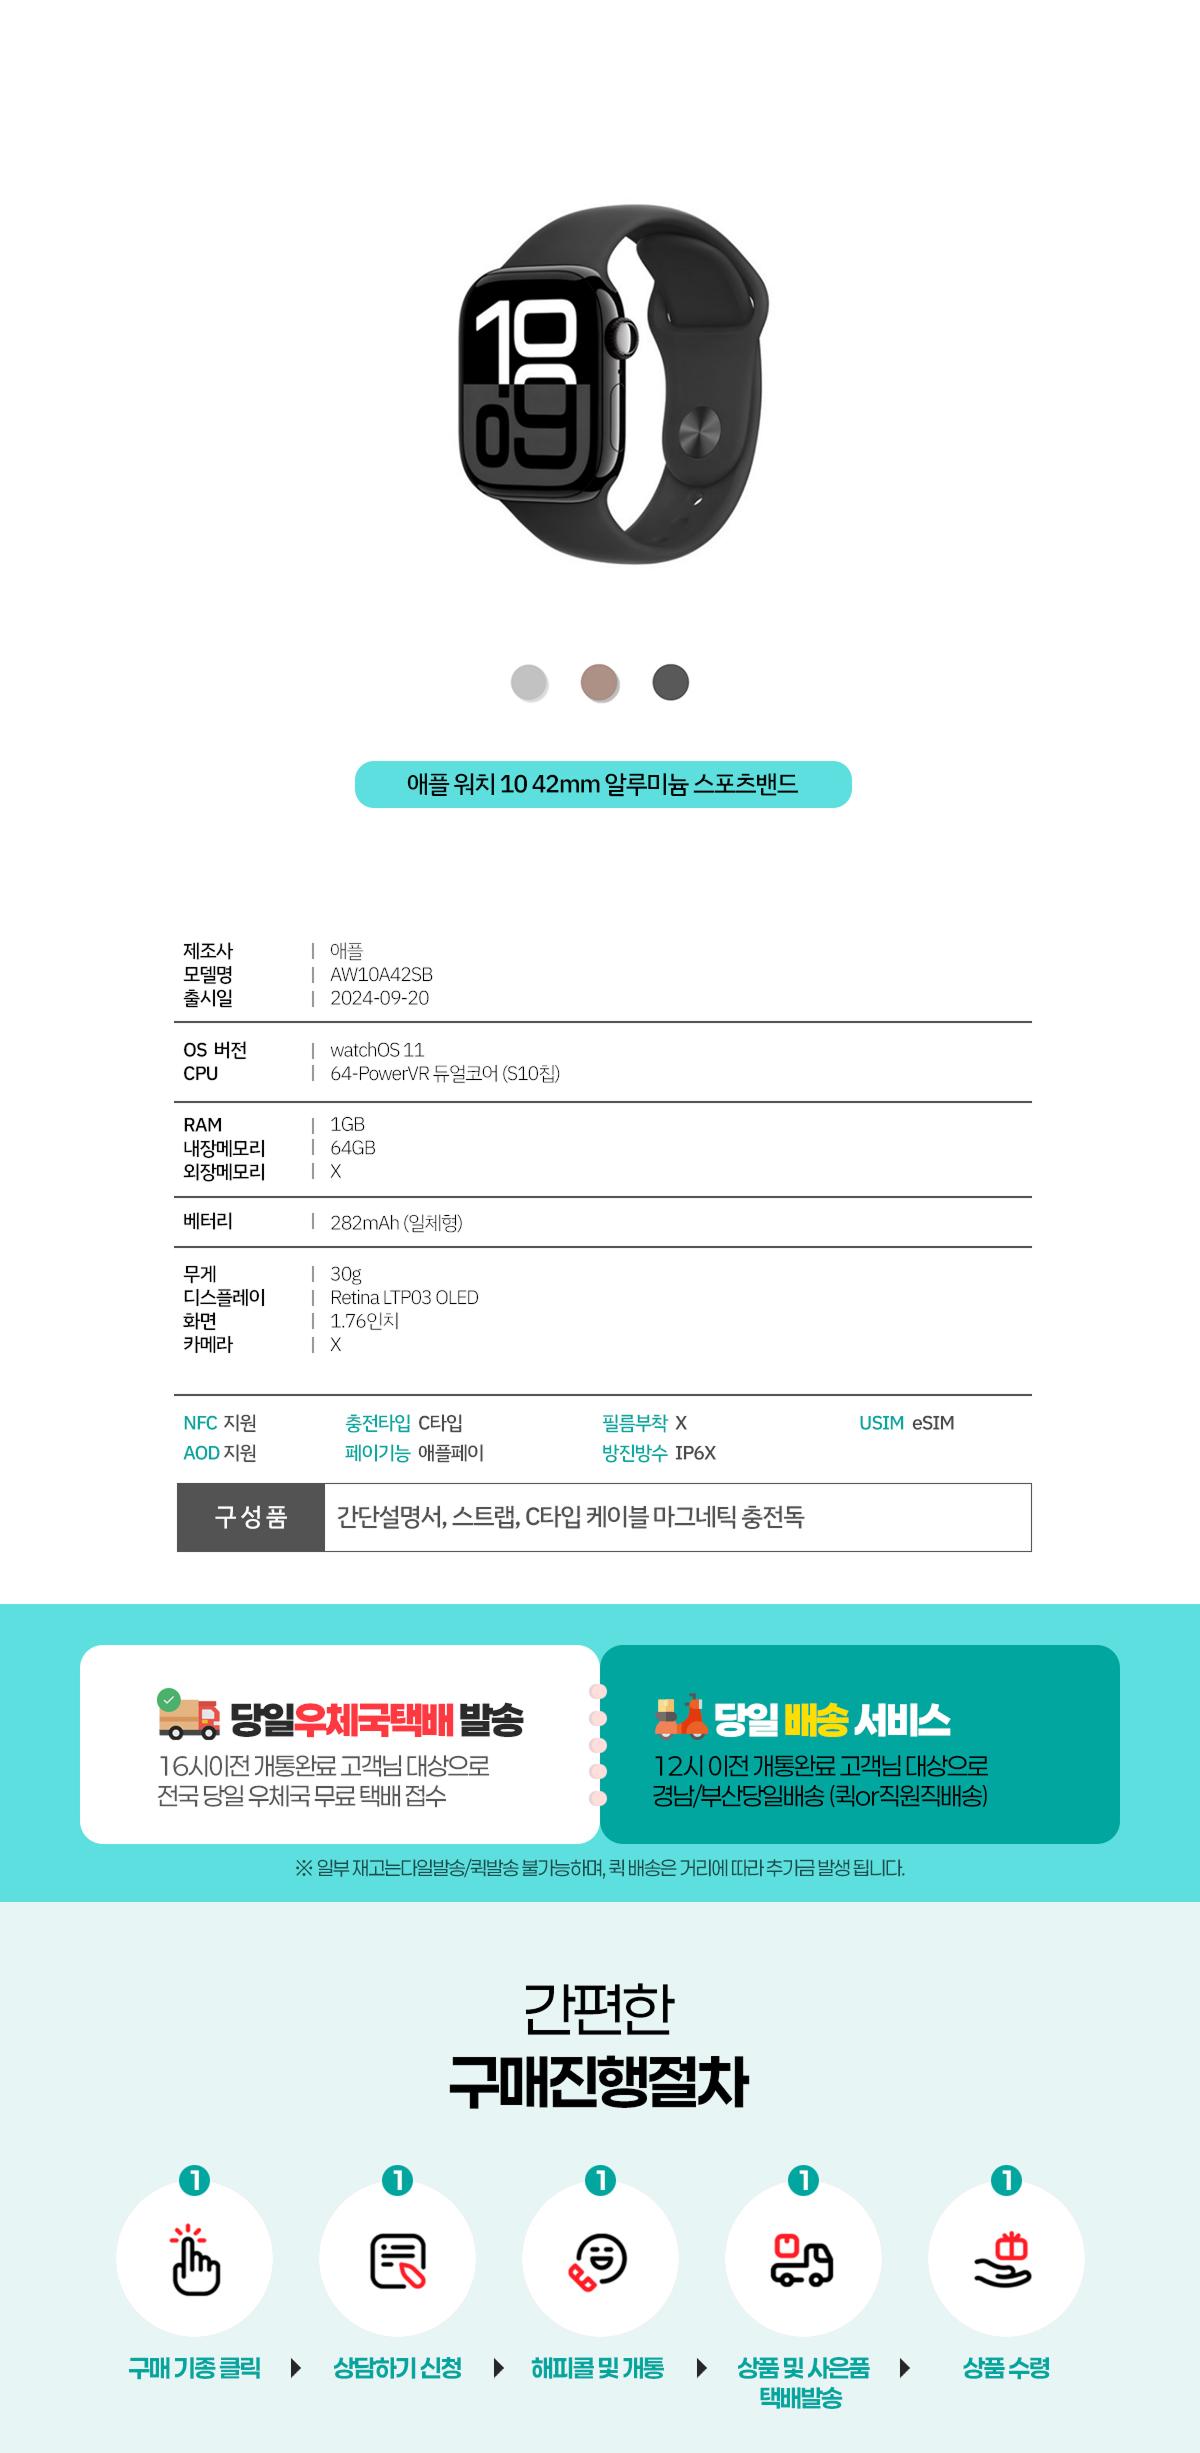 10
09
애플 워치 10 42mm 알루미늄 스포츠밴드
제조사 | 애플
모델명 | AW10A42SB
출시일 | 2024-09-20
OS 버전 | watchOS 11
CPU | 64-PowerVR 듀얼코어 (S10칩)
RAM | 1GB
내장메모리 | 64GB
외장메모리 | X
베터리 | 282mAh (일체형)
무게 | 30g
디스플레이 | Retina LTP03 OLED
화면 | 1.76인치
카메라 | X
NFC 지원 충전타입 C타입 필름부착 X USIM eSIM
AOD 지원 페이기능 애플페이 방진방수 IP6X
구성품 간단설명서, 스트랩, C타입 케이블 마그네틱 충전독
당일우체국택배 발송
16시이전 개통완료 고객님 대상으로
전국 당일 우체국 무료 택배 접수
당일 배송 서비스
12시 이전 개통완료 고객님 대상으로
경남/부산당일배송 (퀵or직원직배송)
※ 일부 재고는다일발송/퀵발송 불가능하며, 퀵 배송은 거리에 따라 추가금 발생 됩니다.
간편한
구매진행절차
1 1 1 1 1
구매 기종 클릭
상담하기 신청
해피콜 및 개통
상품 및 사은품
택배발송
상품 수령